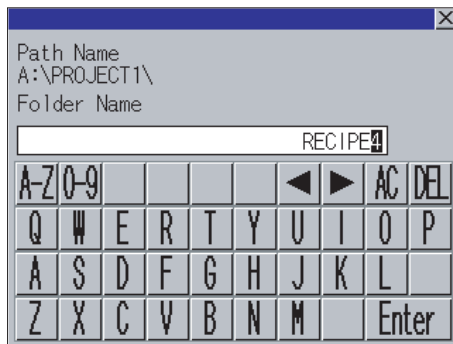 ×
Path Name
A:\PROJECT1\
Folder Name
RECIPE4
A-Z 0-9 ◄ ► AC DEL
Q W E R T Y U I O P
A S D F G H J K L
Z X C V B N M Enter